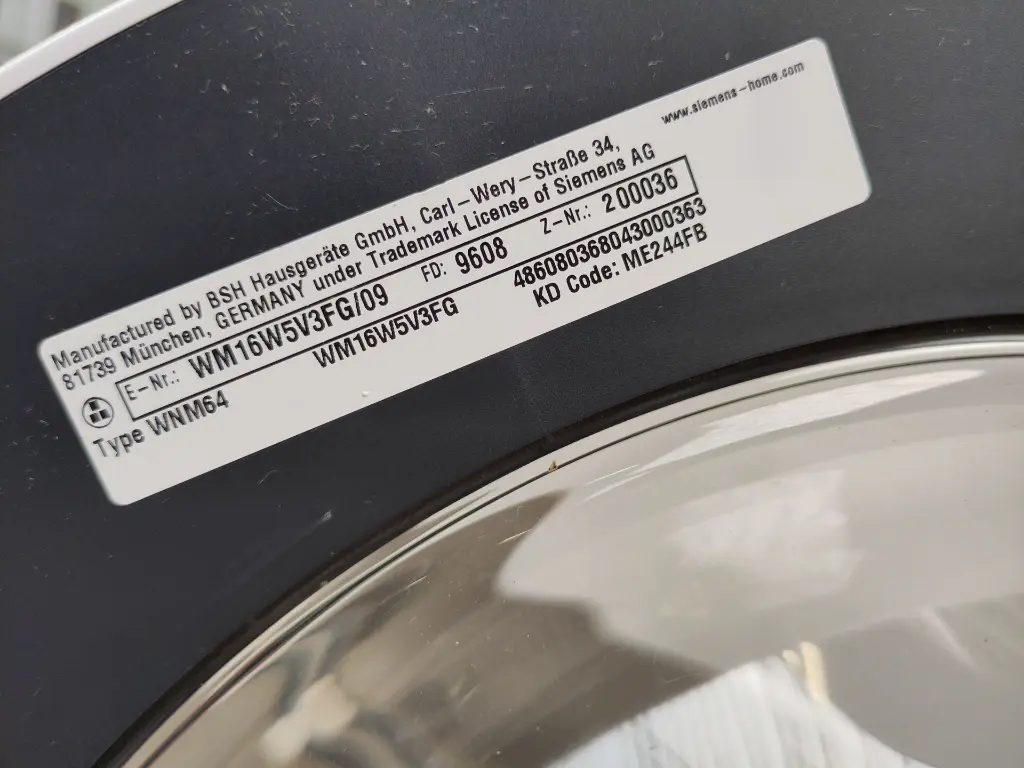 www.siemens-home.com
Manufactured by BSH Hausgeräte GmbH, Carl-Wery-Straße 34,
81739 München, GERMANY under Trademark License of Siemens AG
E-Nr.: WM16W5V3FG/09 FD: 9608 Z-Nr.: 200036
Type WNM64 WM16W5V3FG 486080368043000363
KD Code: ME244FB